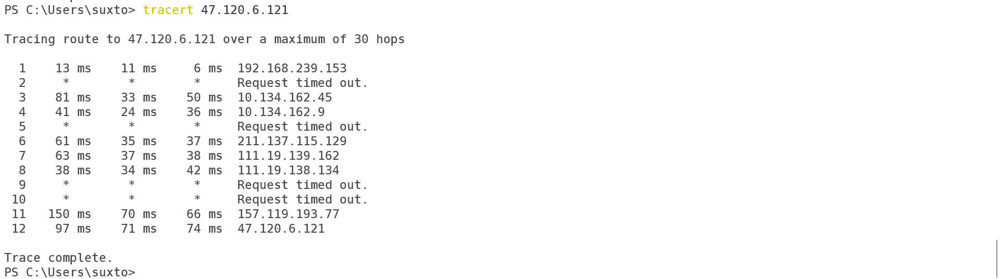 PS C:\Users\suxto> tracert 47.120.6.121
Tracing route to 47.120.6.121 over a maximum of 30 hops
1 13 ms 11 ms 6 ms 192.168.239.153
2 * * * Request timed out.
3 81 ms 33 ms 50 ms 10.134.162.45
4 41 ms 24 ms 36 ms 10.134.162.9
5 * * * Request timed out.
6 61 ms 35 ms 37 ms 211.137.115.129
7 63 ms 37 ms 38 ms 111.19.139.162
8 38 ms 34 ms 42 ms 111.19.138.134
9 * * * Request timed out.
10 * * * Request timed out.
11 150 ms 70 ms 66 ms 157.119.193.77
12 97 ms 71 ms 74 ms 47.120.6.121
Trace complete.
PS C:\Users\suxto>